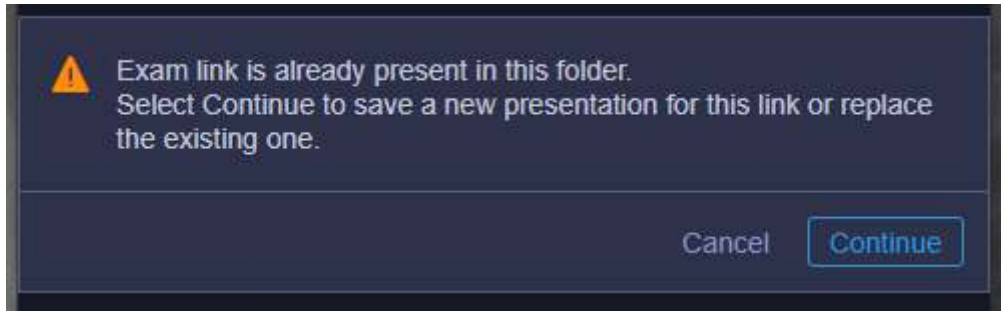 Exam link is already present in this folder.
Select Continue to save a new presentation for this link or replace
the existing one.
Cancel Continue